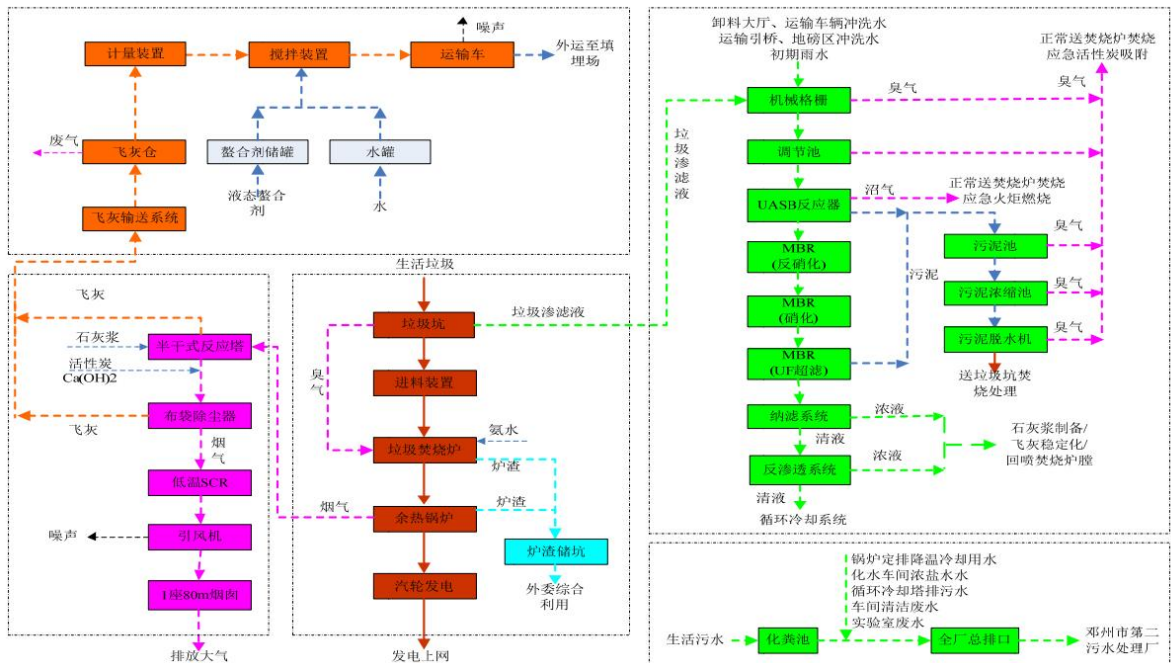 噪声
计量装置
搅拌装置
运输车
外运至填
埋场
废气
飞灰仓
螯合剂储罐
水罐
液态螯合
剂
水
飞灰输送系统
飞灰
石灰浆
半干式反应塔
活性炭
Ca(OH)2
布袋除尘器
飞灰
烟
气
低温SCR
噪声
引风机
1座80m烟囱
排放大气
生活垃圾
垃圾坑
垃圾渗滤液
臭
气
进料装置
氨水
垃圾焚烧炉
炉渣
烟气
余热锅炉
炉渣
炉渣储坑
汽轮发电
外委综合
利用
发电上网
卸料大厅、运输车辆冲洗水
运输引桥、地磅区冲洗水
初期雨水
正常送焚烧炉焚烧
应急活性炭吸附
机械格栅
臭气
臭气
垃
圾
渗
滤
液
调节池
沼气
正常送焚烧炉焚烧
应急火炬燃烧
UASB反应器
MBR
(反硝化)
污泥
污泥池
臭气
MBR
(硝化)
污泥浓缩池
臭气
MBR
(UF超滤)
污泥脱水机
臭气
送垃圾坑焚
烧处理
纳滤系统
浓液
清液
石灰浆制备/
飞灰稳定化/
回喷焚烧炉膛
反渗透系统
浓液
清液
循环冷却系统
锅炉定排降温冷却用水
化水车间浓盐水水
循环冷却塔排污水
车间清洁废水
实验室废水
生活污水
化粪池
全厂总排口
邓州市第二
污水处理厂